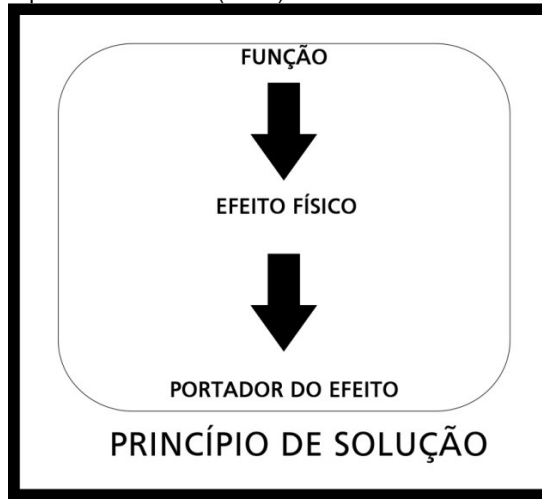 FUNÇÃO
EFEITO FÍSICO
PORTADOR DO EFEITO
PRINCÍPIO DE SOLUÇÃO